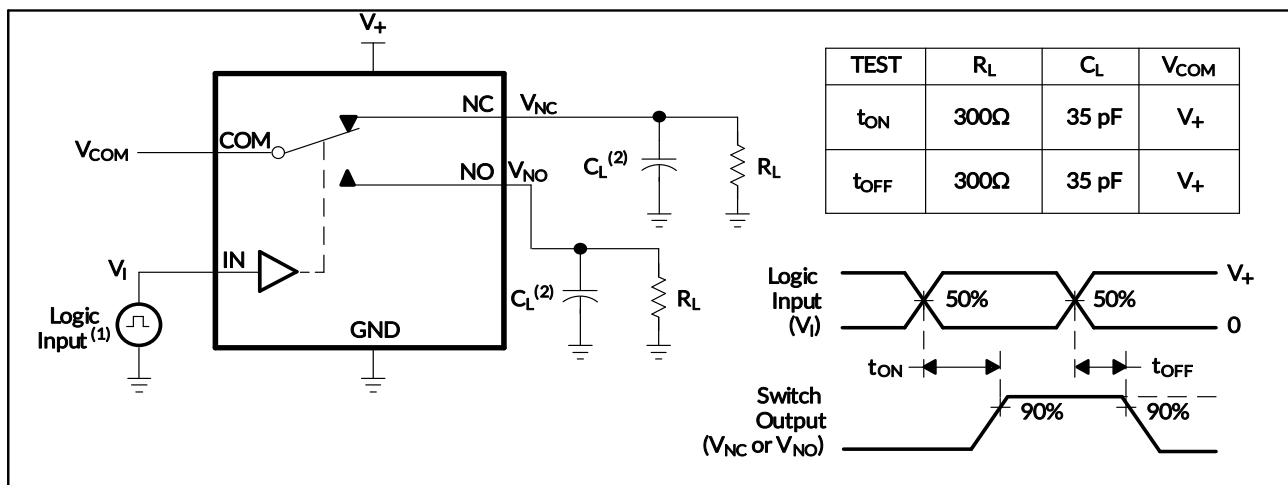 V+
NC VNC
COM
VCOM
NO VNO
CL(2)
RL
IN
VI
CL(2)
RL
Logic
Input(1)
GND
TEST RL CL VCOM
tON 300Ω 35 pF V+
tOFF 300Ω 35 pF V+
Logic
Input
(VI)
50%
50%
V+
0
tON
tOFF
Switch
Output
(VNC or VNO)
90%
90%